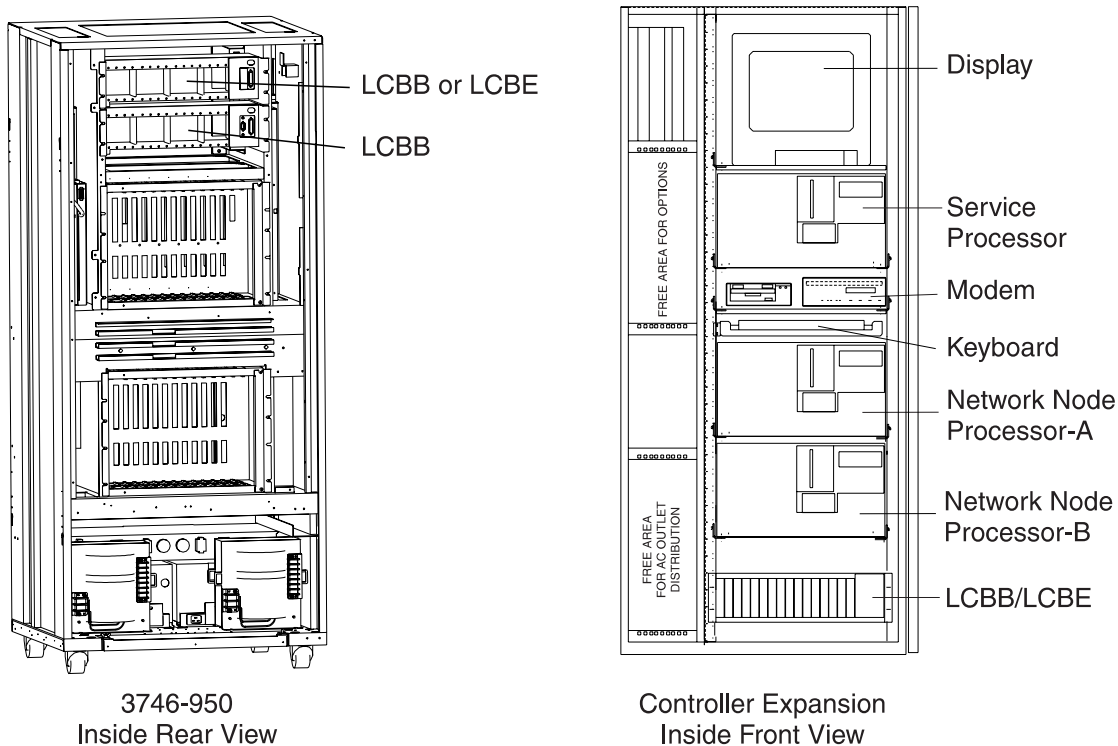 LCBB or LCBE
LCBB
3746-950
Inside Rear View
FREE AREA FOR OPTIONS
FREE AREA
FOR AC OUTLET
DISTRIBUTION
Display
Service
Processor
Modem
Keyboard
Network Node
Processor-A
Network Node
Processor-B
LCBB/LCBE
Controller Expansion
Inside Front View